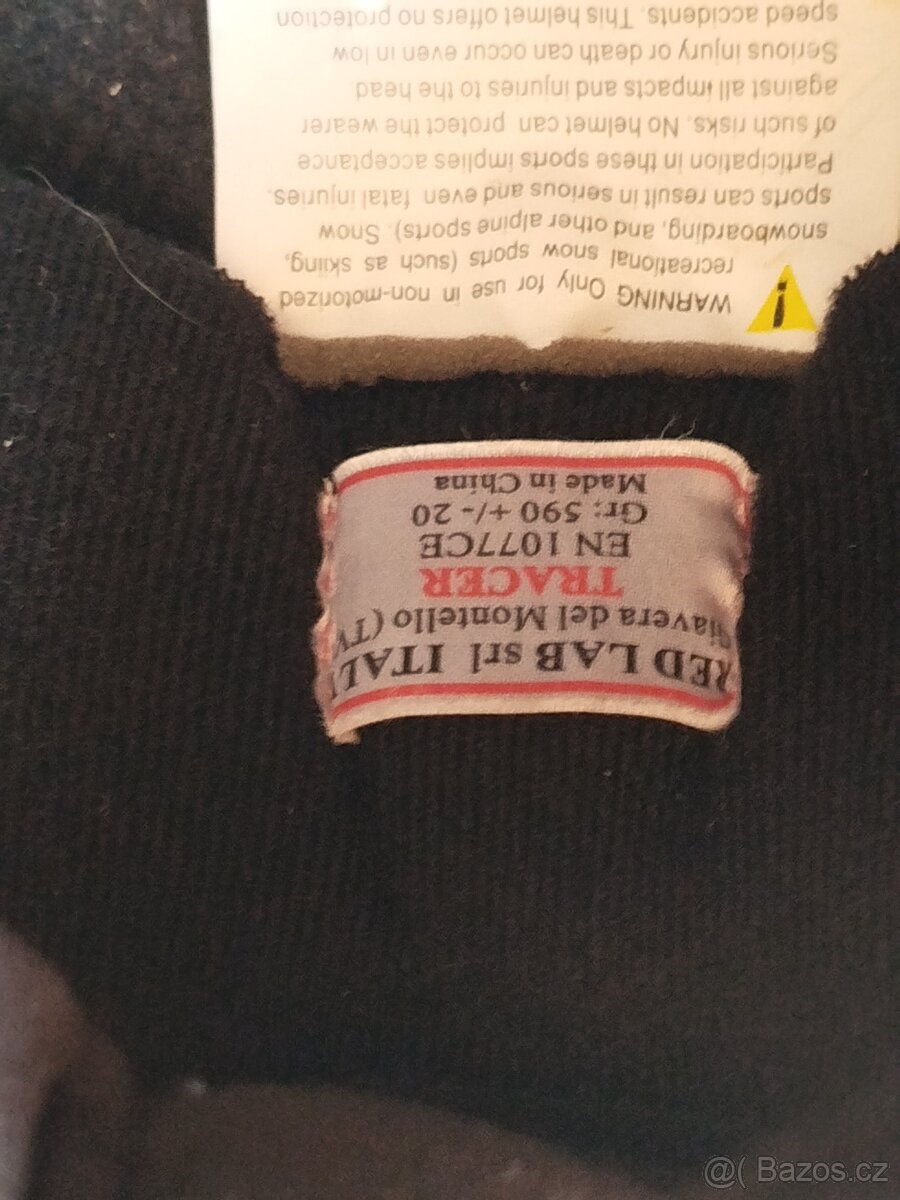 WARNING Only for use in non-motorized
recreational snow sports (such as skiing,
snowboarding, and other alpine sports). Snow
sports can result in serious and even fatal injuries.
Participation in these sports implies acceptance
of such risks. No helmet can protect the wearer
against all impacts and injuries to the head
Serious injury or death can occur even in low
speed accidents. This helmet offers no protection
RED LAB srl ITALY
Giavera del Montello (TV
TRACER
EN 1077CE
Gr: 590 +/- 20
Made in China
@( Bazos.cz